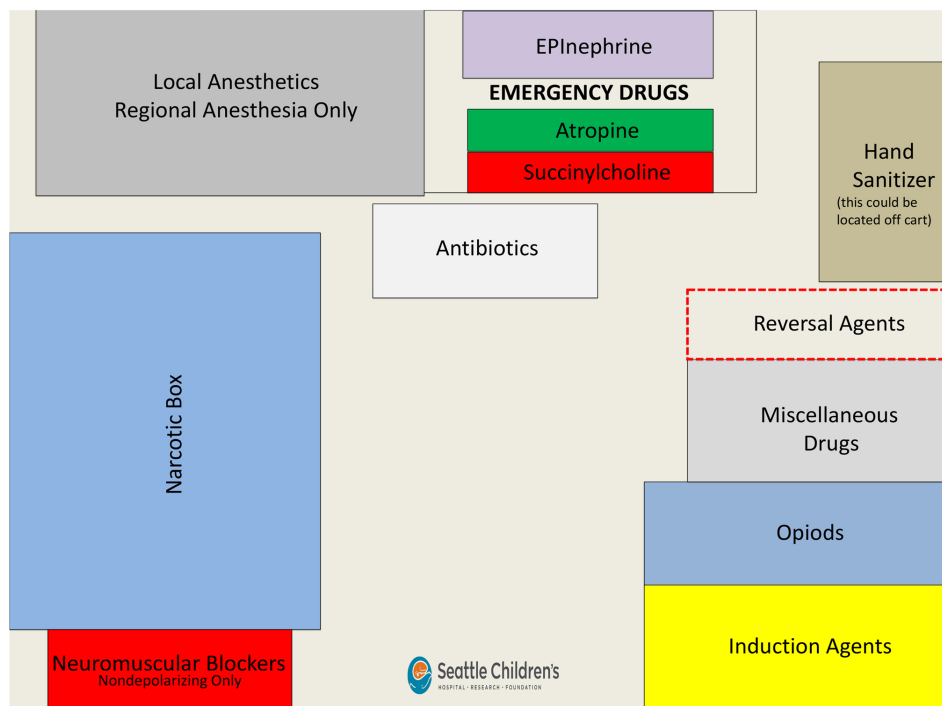 Local Anesthetics
Regional Anesthesia Only
EPInephrine
EMERGENCY DRUGS
Atropine
Succinylcholine
Hand
Sanitizer
(this could be
located off cart)
Antibiotics
Reversal Agents
Narcotic Box
Miscellaneous
Drugs
Opiods
Induction Agents
Neuromuscular Blockers
Nondepolarizing Only
Seattle Children's
HOSPITAL · RESEARCH · FOUNDATION